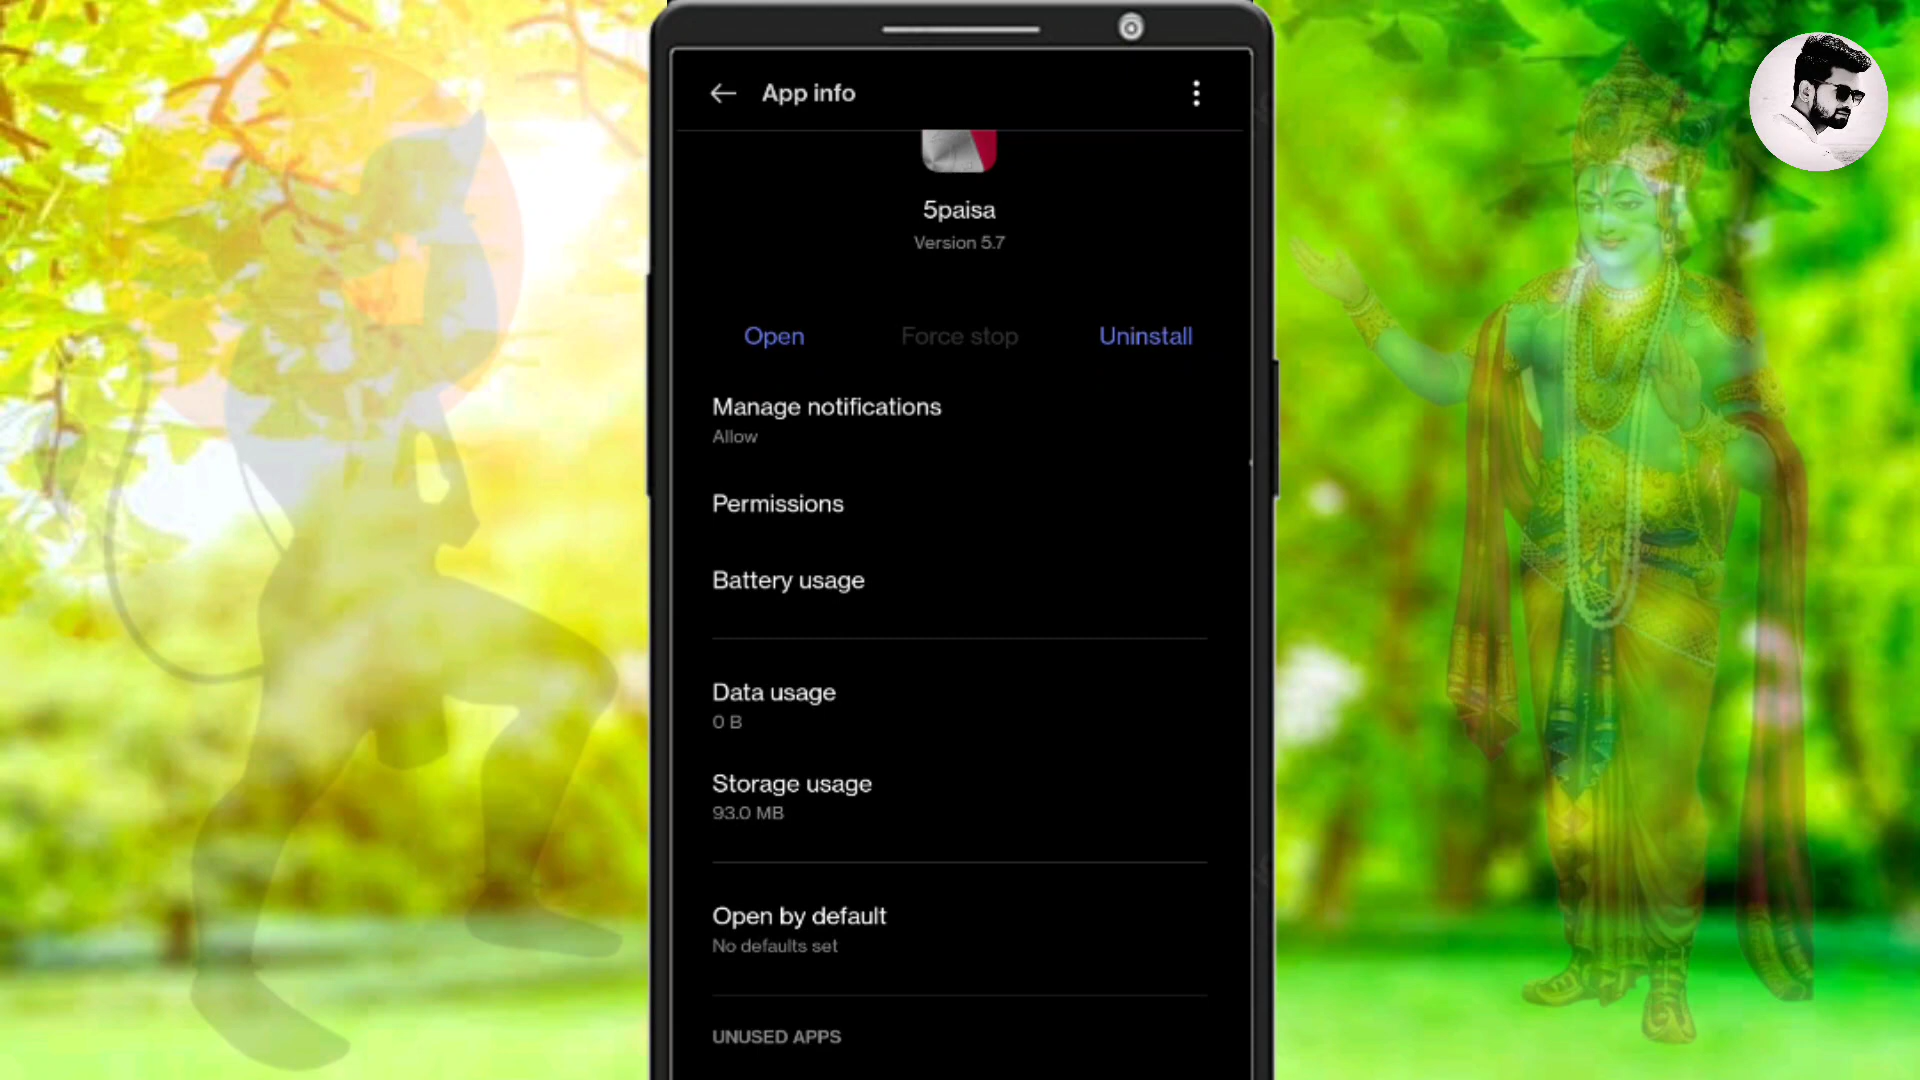 App info
5paisa
Version 5.7
Open
Force stop
Uninstall
Manage notifications
Allow
Permissions
Battery usage
Data usage
0 B
Storage usage
93.0 MB
Open by default
No defaults set
UNUSED APPS